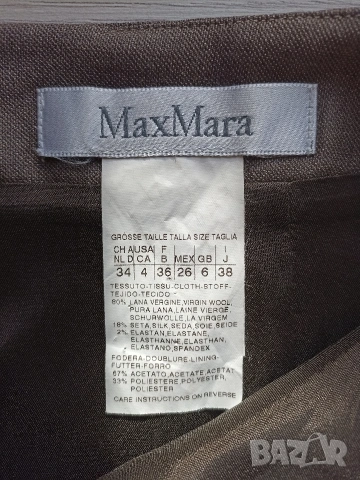 MaxMara
GRÖSSE TAILLE TALLA SIZE TAGLIA
CH A USA F
NL D CA B MEX GB J
34 4 36 26 6 38
TESSUTO-TISSU-CLOTH-STOFF-
TEJIDO-TECIDO
80% LANA VERGINE,VIRGIN WOOL,
PURA LANA,LAINE VIERGE,
SCHURWOLLE,LA VIRGEM
18% SETA,SILK,SEDA,SOIE,SEIDE
2% ELASTAN,ELASTANE,
ELASTHANNE,ELASTHAN,
ELASTANO,SPANDEX
FODERA-DOUBLURE-LINING-
FUTTER-FORRO
67% ACETATO,ACETATE,ACETAT
33% POLIESTERE,POLYESTER,
POLIESTER
CARE INSTRUCTIONS ON REVERSE
BAZAR.BG